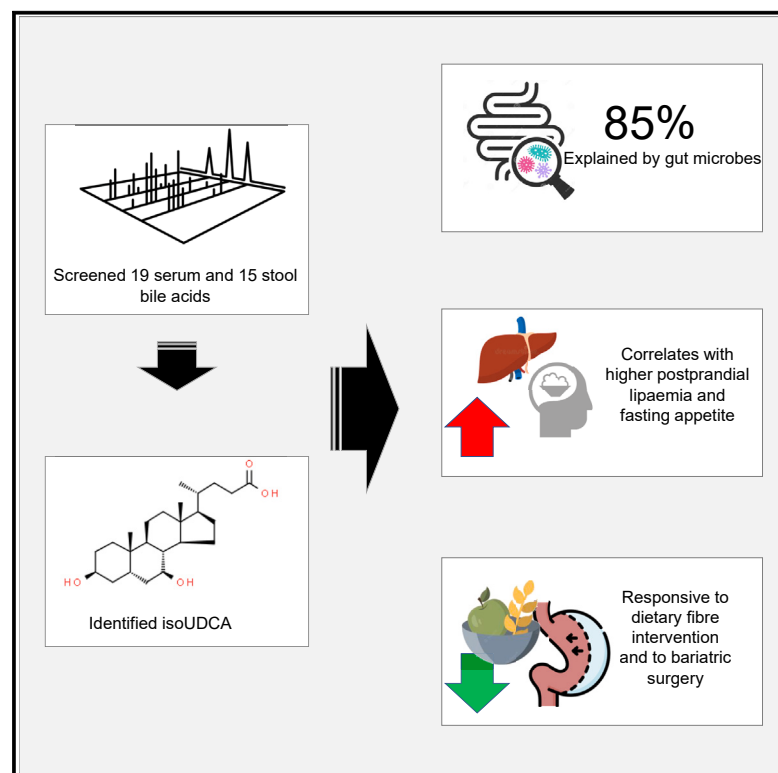 Screened 19 serum and 15 stool
bile acids
O
OH
HO
OH
Identified isoUDCA
85%
Explained by gut microbes
Correlates with
higher postprandial
lipaemia and
fasting appetite
Responsive to
dietary fibre
intervention
and to bariatric
surgery